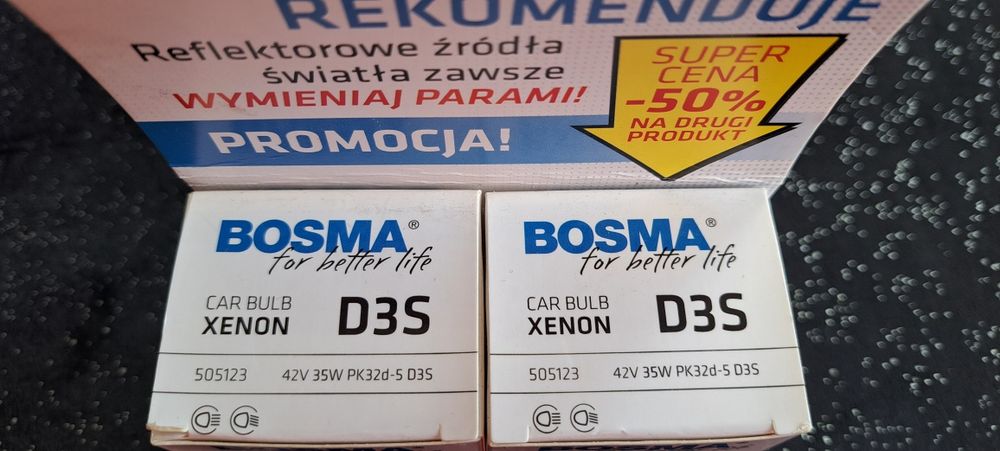 REKOMENDUJE
Reflektorowe źródła
światła zawsze
WYMIENIAJ PARAMI!
PROMOCJA!
SUPER
CENA
-50%
NA DRUGI
PRODUKT
BOSMA®
for better life
CAR BULB
XENON
D3S
505123 42V 35W PK32d-5 D3S
BOSMA®
for better life
CAR BULB
XENON
D3S
505123 42V 35W PK32d-5 D3S